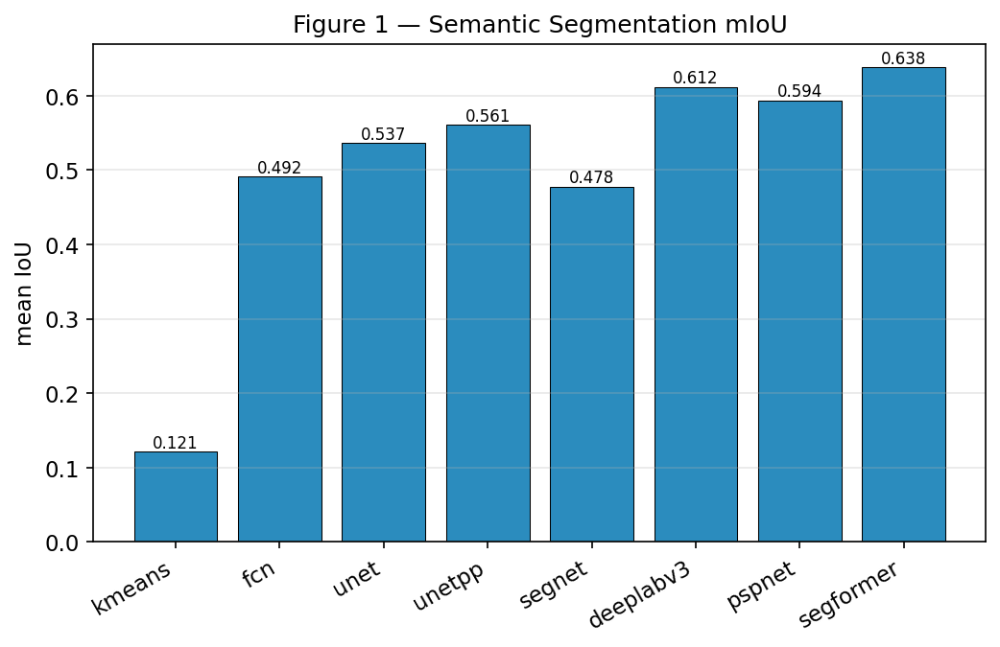 Figure 1 — Semantic Segmentation mIoU
mean IoU
0.6
0.5
0.4
0.3
0.2
0.1
0.0
0.121
0.492
0.537
0.561
0.478
0.612
0.594
0.638
kmeans
fcn
unet
unetpp
segnet
deeplabv3
pspnet
segformer